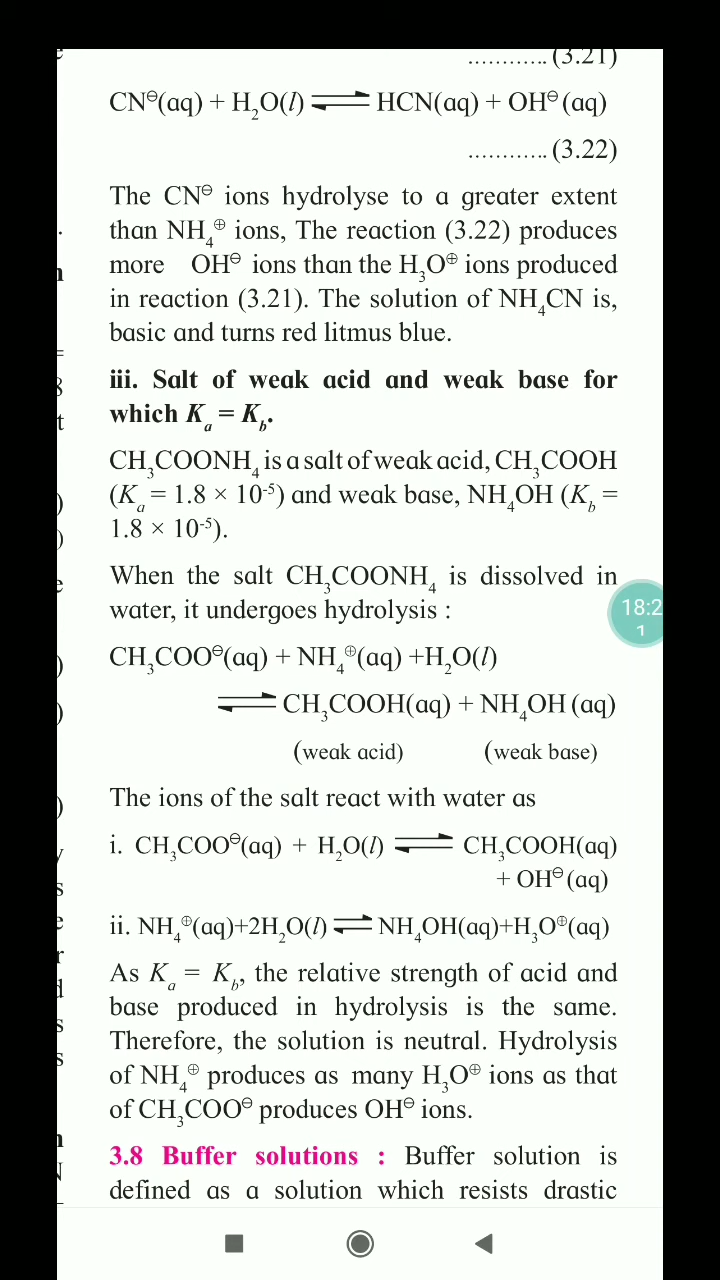 ............ (3.21)
CN⊖(aq) + H₂O(l) ⇌ HCN(aq) + OH⊖ (aq)
............ (3.22)
The CN⊖ ions hydrolyse to a greater extent
than NH₄⊕ ions, The reaction (3.22) produces
more OH⊖ ions than the H₃O⊕ ions produced
in reaction (3.21). The solution of NH₄CN is,
basic and turns red litmus blue.
iii. Salt of weak acid and weak base for
which Kₐ = K_b.
CH₃COONH₄ is a salt of weak acid, CH₃COOH
(Kₐ = 1.8 × 10⁻⁵) and weak base, NH₄OH (K_b =
1.8 × 10⁻⁵).
When the salt CH₃COONH₄ is dissolved in
water, it undergoes hydrolysis :
CH₃COO⊖(aq) + NH₄⊕(aq) +H₂O(l)
⇌ CH₃COOH(aq) + NH₄OH (aq)
(weak acid) (weak base)
The ions of the salt react with water as
i. CH₃COO⊖(aq) + H₂O(l) ⇌ CH₃COOH(aq)
+ OH⊖ (aq)
ii. NH₄⊕(aq)+2H₂O(l) ⇌ NH₄OH(aq)+H₃O⊕(aq)
As Kₐ = K_b, the relative strength of acid and
base produced in hydrolysis is the same.
Therefore, the solution is neutral. Hydrolysis
of NH₄⊕ produces as many H₃O⊕ ions as that
of CH₃COO⊖ produces OH⊖ ions.
3.8 Buffer solutions : Buffer solution is
defined as a solution which resists drastic
18:2
1